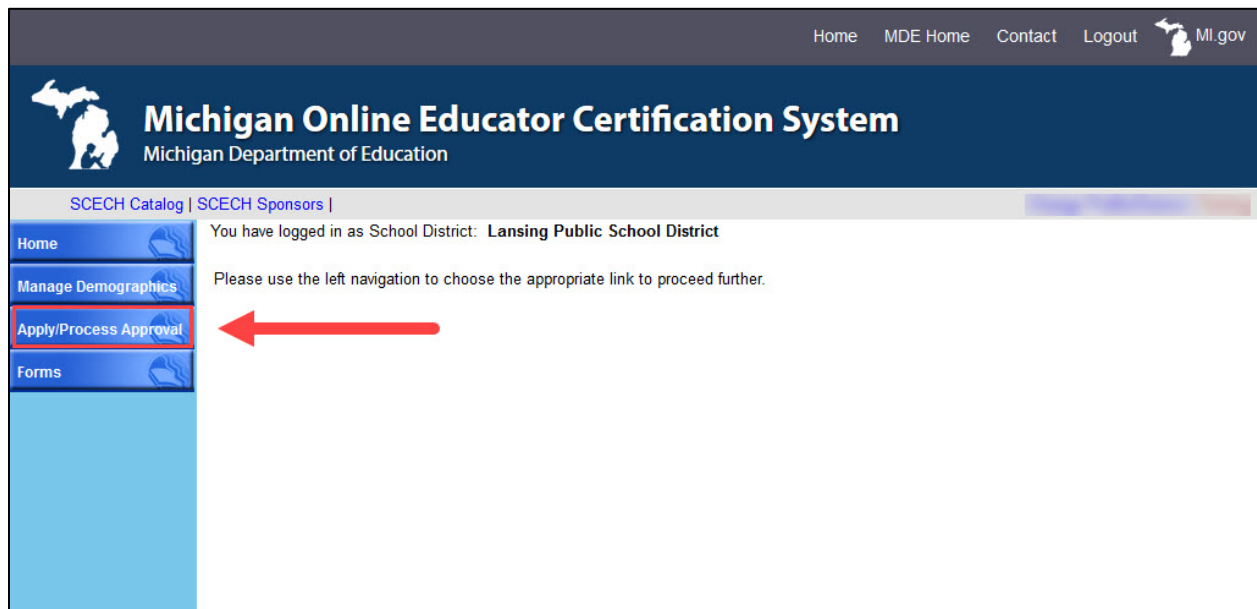 Home MDE Home Contact Logout MI.gov
Michigan Online Educator Certification System
Michigan Department of Education
SCECH Catalog | SCECH Sponsors |
Home
You have logged in as School District: Lansing Public School District
Manage Demographics
Please use the left navigation to choose the appropriate link to proceed further.
Apply/Process Approval
Forms